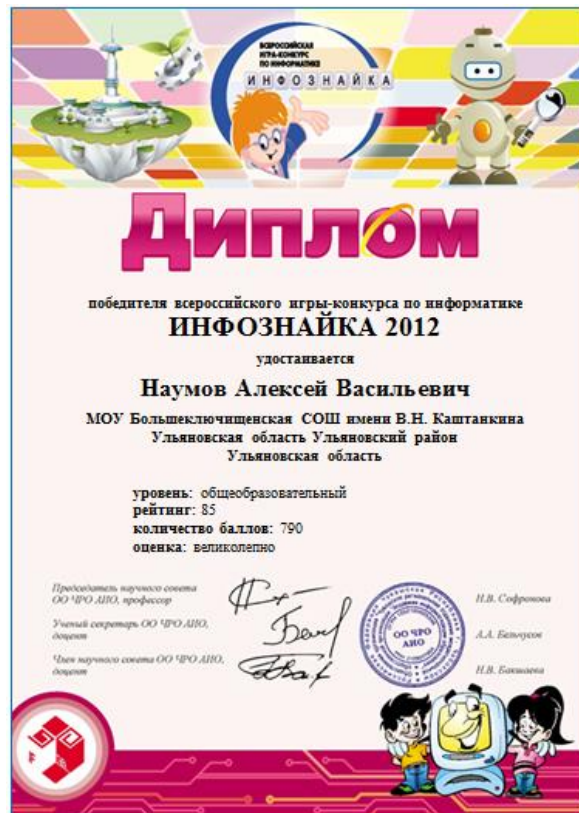 ВСЕРОССИЙСКАЯ
ИГРА-КОНКУРС
ПО ИНФОРМАТИКЕ
ИНФОЗНАЙКА
Диплом
победителя всероссийского игры-конкурса по информатике
ИНФОЗНАЙКА 2012
удостаивается
Наумов Алексей Васильевич
МОУ Большеключищенская СОШ имени В.Н. Каштанкина
Ульяновская область Ульяновский район
Ульяновская область
уровень: общеобразовательный
рейтинг: 85
количество баллов: 790
оценка: великолепно
Председатель научного совета
ОО ЧРО АИО, профессор
Н.В. Софронова
Ученый секретарь ОО ЧРО АИО,
доцент
А.А. Бельчусов
Член научного совета ОО ЧРО АИО,
доцент
Н.В. Бакшаева
ОО ЧРО
АИО